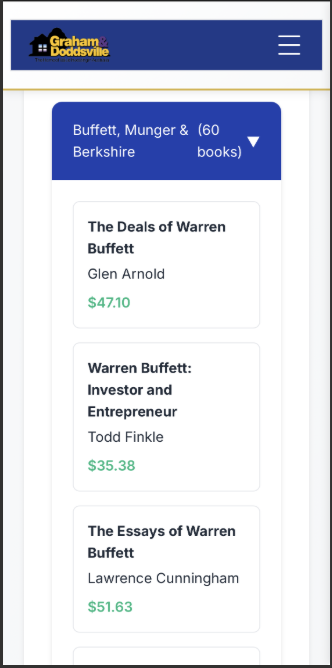 Graham&
Doddsville
Buffett, Munger & Berkshire (60 books) ▼
The Deals of Warren
Buffett
Glen Arnold
$47.10
Warren Buffett:
Investor and
Entrepreneur
Todd Finkle
$35.38
The Essays of Warren
Buffett
Lawrence Cunningham
$51.63